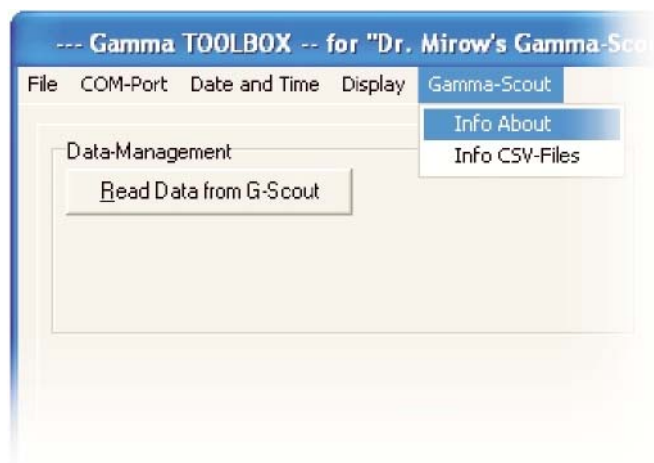 --- Gamma TOOLBOX -- for "Dr. Mirow's Gamma-Sco
File COM-Port Date and Time Display Gamma-Scout
Info About
Data-Management
Info CSV-Files
Read Data from G-Scout